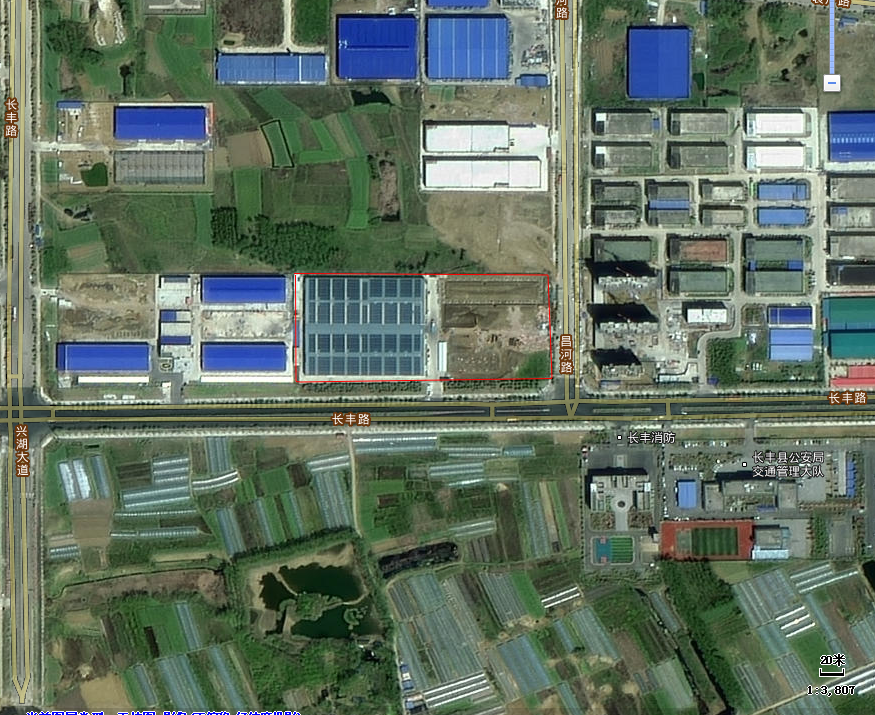 河路
长丰路
昌河路
长丰路
长丰路
兴湖大道
长丰消防
长丰县公安局
交通管理大队
20米
1:3,807